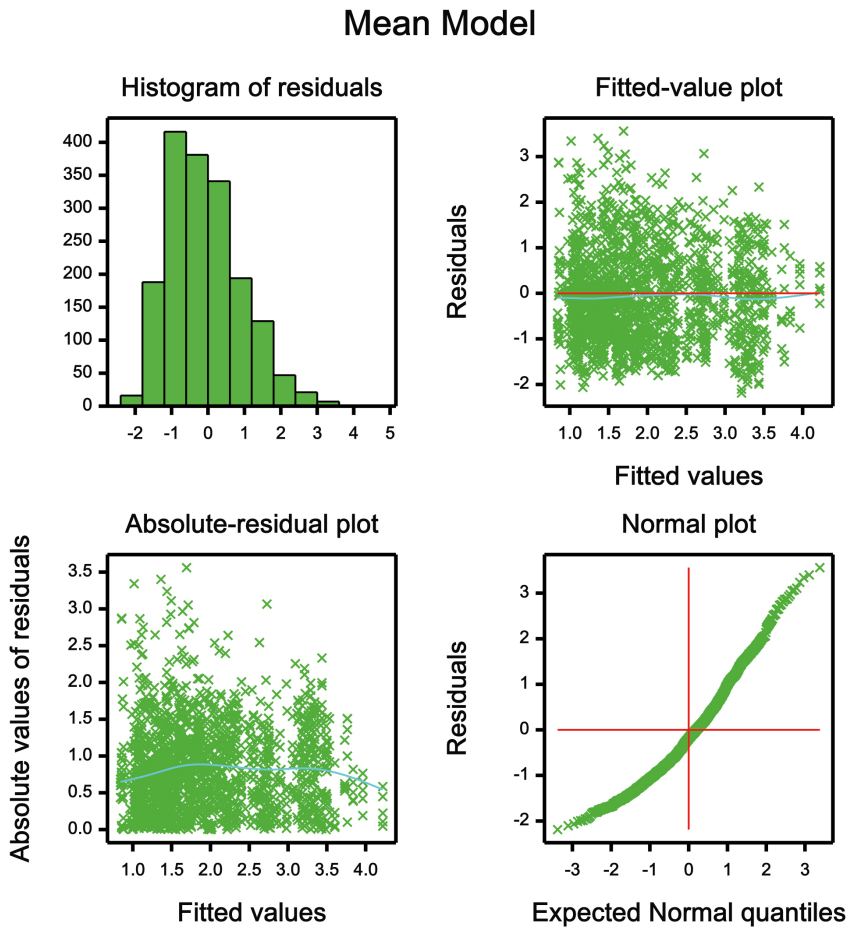 Mean Model
Histogram of residuals
400
350
300
250
200
150
100
50
0
-2 -1 0 1 2 3 4 5
Fitted-value plot
Residuals
3
2
1
0
-1
-2
1.0 1.5 2.0 2.5 3.0 3.5 4.0
Fitted values
Absolute-residual plot
Absolute values of residuals
3.5
3.0
2.5
2.0
1.5
1.0
0.5
0.0
1.0 1.5 2.0 2.5 3.0 3.5 4.0
Fitted values
Normal plot
Residuals
3
2
1
0
-1
-2
-3 -2 -1 0 1 2 3
Expected Normal quantiles